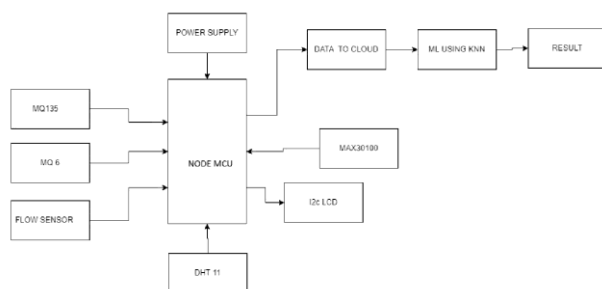 POWER SUPPLY
DATA TO CLOUD
ML USING KNN
RESULT
MQ135
MQ 6
NODE MCU
MAX30100
FLOW SENSOR
I2c LCD
DHT 11